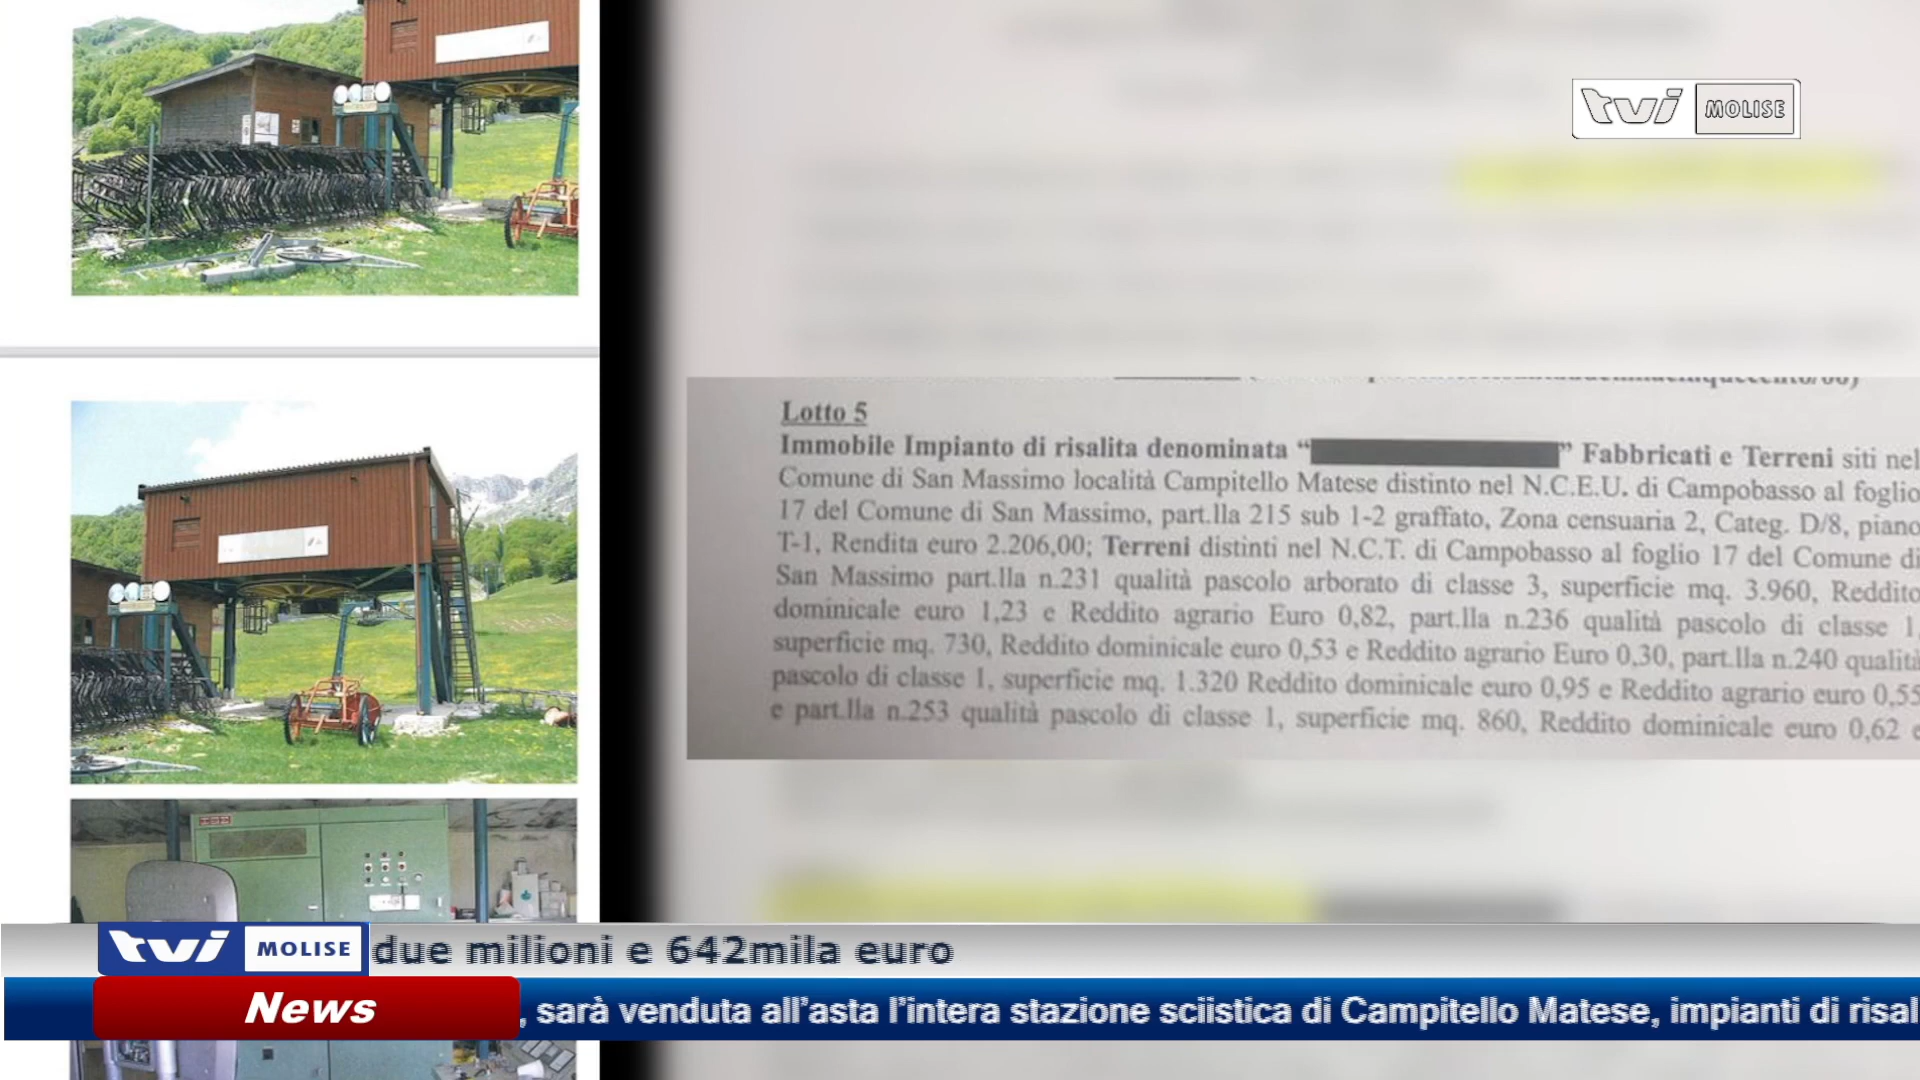 tvi MOLISE
Lotto 5
Immobile Impianto di risalita denominata “ ” Fabbricati e Terreni siti nel
Comune di San Massimo località Campitello Matese distinto nel N.C.E.U. di Campobasso al foglio
17 del Comune di San Massimo, part.lla 215 sub 1-2 graffato, Zona censuaria 2, Categ. D/8, piano
T-1, Rendita euro 2.206,00; Terreni distinti nel N.C.T. di Campobasso al foglio 17 del Comune di
San Massimo part.lla n.231 qualità pascolo arborato di classe 3, superficie mq. 3.960, Reddito
dominicale euro 1,23 e Reddito agrario Euro 0,82, part.lla n.236 qualità pascolo di classe 1,
superficie mq. 730, Reddito dominicale euro 0,53 e Reddito agrario Euro 0,30, part.lla n.240 qualità
pascolo di classe 1, superficie mq. 1.320 Reddito dominicale euro 0,95 e Reddito agrario euro 0,55
e part.lla n.253 qualità pascolo di classe 1, superficie mq. 860, Reddito dominicale euro 0,62 e
tvi MOLISE due milioni e 642mila euro
News , sarà venduta all'asta l'intera stazione sciistica di Campitello Matese, impianti di risal